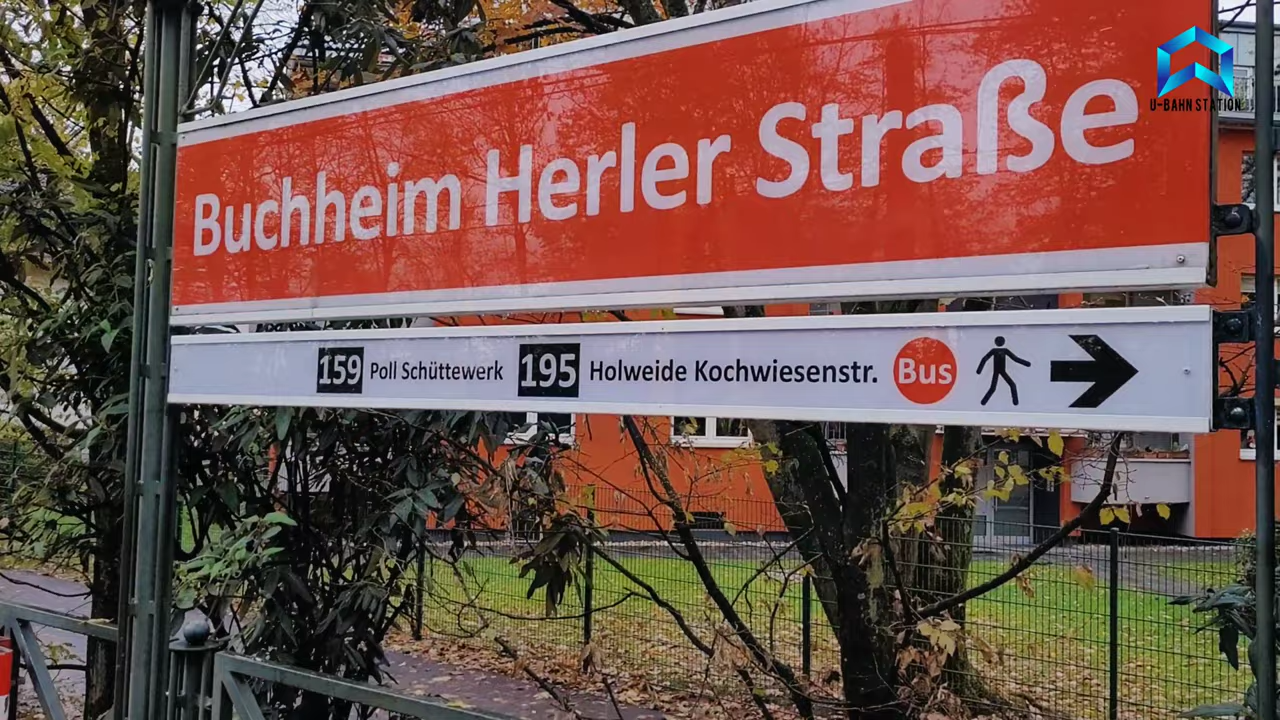 U-BAHN STATION
Buchheim Herler Straße
159 Poll Schüttewerk 195 Holweide Kochwiesenstr. Bus